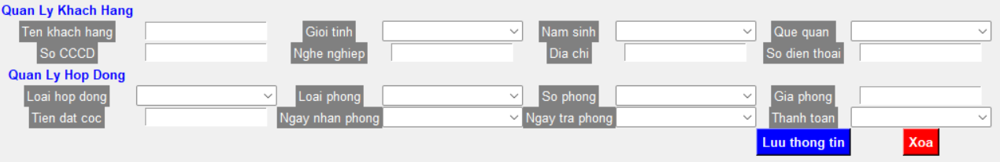 Quan Ly Khach Hang
Ten khach hang Gioi tinh Nam sinh Que quan
So CCCD Nghe nghiep Dia chi So dien thoai
Quan Ly Hop Dong
Loai hop dong Loai phong So phong Gia phong
Tien dat coc Ngay nhan phong Ngay tra phong Thanh toan
Luu thong tin Xoa